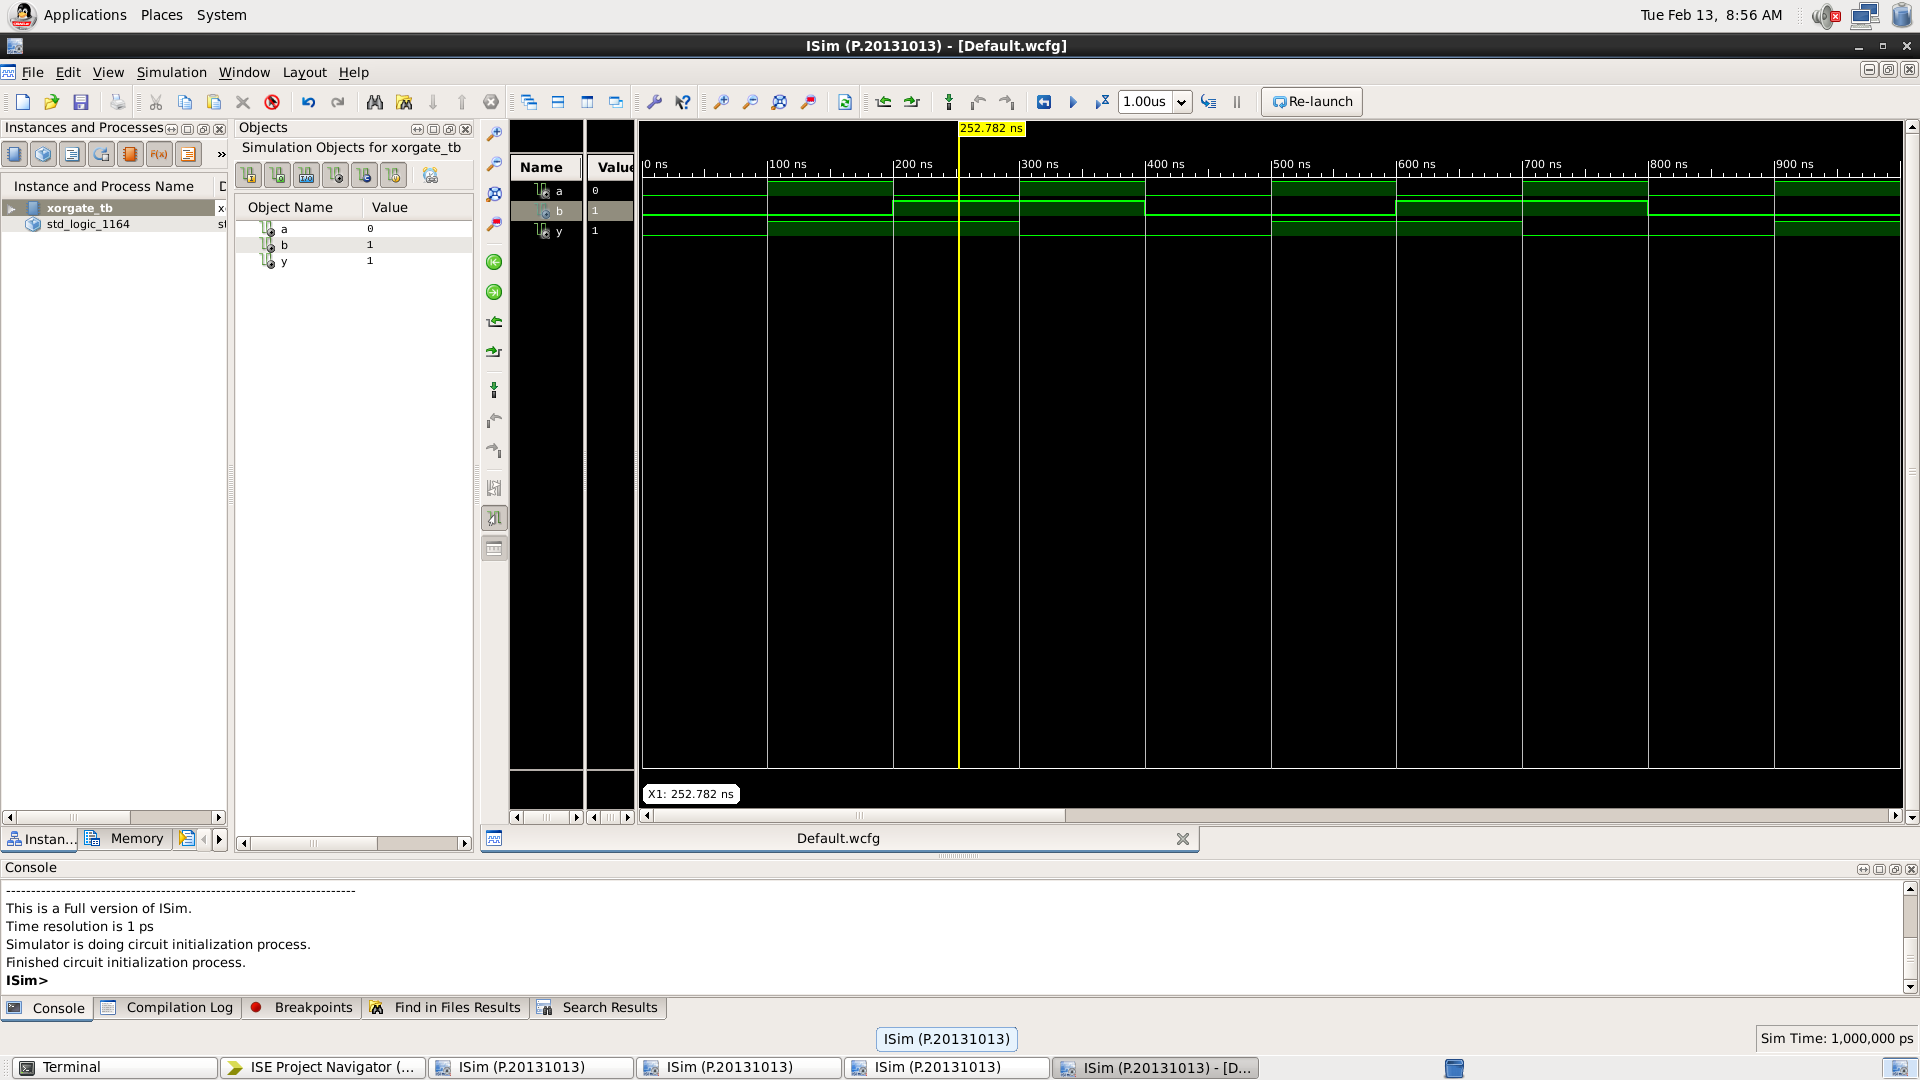 Applications Places System Tue Feb 13, 8:56 AM
ISim (P.20131013) - [Default.wcfg]
File Edit View Simulation Window Layout Help
1.00us Re-launch
Instances and Processes
F(x) »
Instance and Process Name D
xorgate_tb x
std_logic_1164 st
Instan... Memory
Objects
Simulation Objects for xorgate_tb
Object Name Value
a 0
b 1
y 1
252.782 ns
Name Value
0 ns 100 ns 200 ns 300 ns 400 ns 500 ns 600 ns 700 ns 800 ns 900 ns
a 0
b 1
y 1
X1: 252.782 ns
Default.wcfg
Console
----------------------------------------------------------------------
This is a Full version of ISim.
Time resolution is 1 ps
Simulator is doing circuit initialization process.
Finished circuit initialization process.
ISim>
Console Compilation Log Breakpoints Find in Files Results Search Results
ISim (P.20131013)
Sim Time: 1,000,000 ps
Terminal ISE Project Navigator (... ISim (P.20131013) ISim (P.20131013) ISim (P.20131013) ISim (P.20131013) - [D...